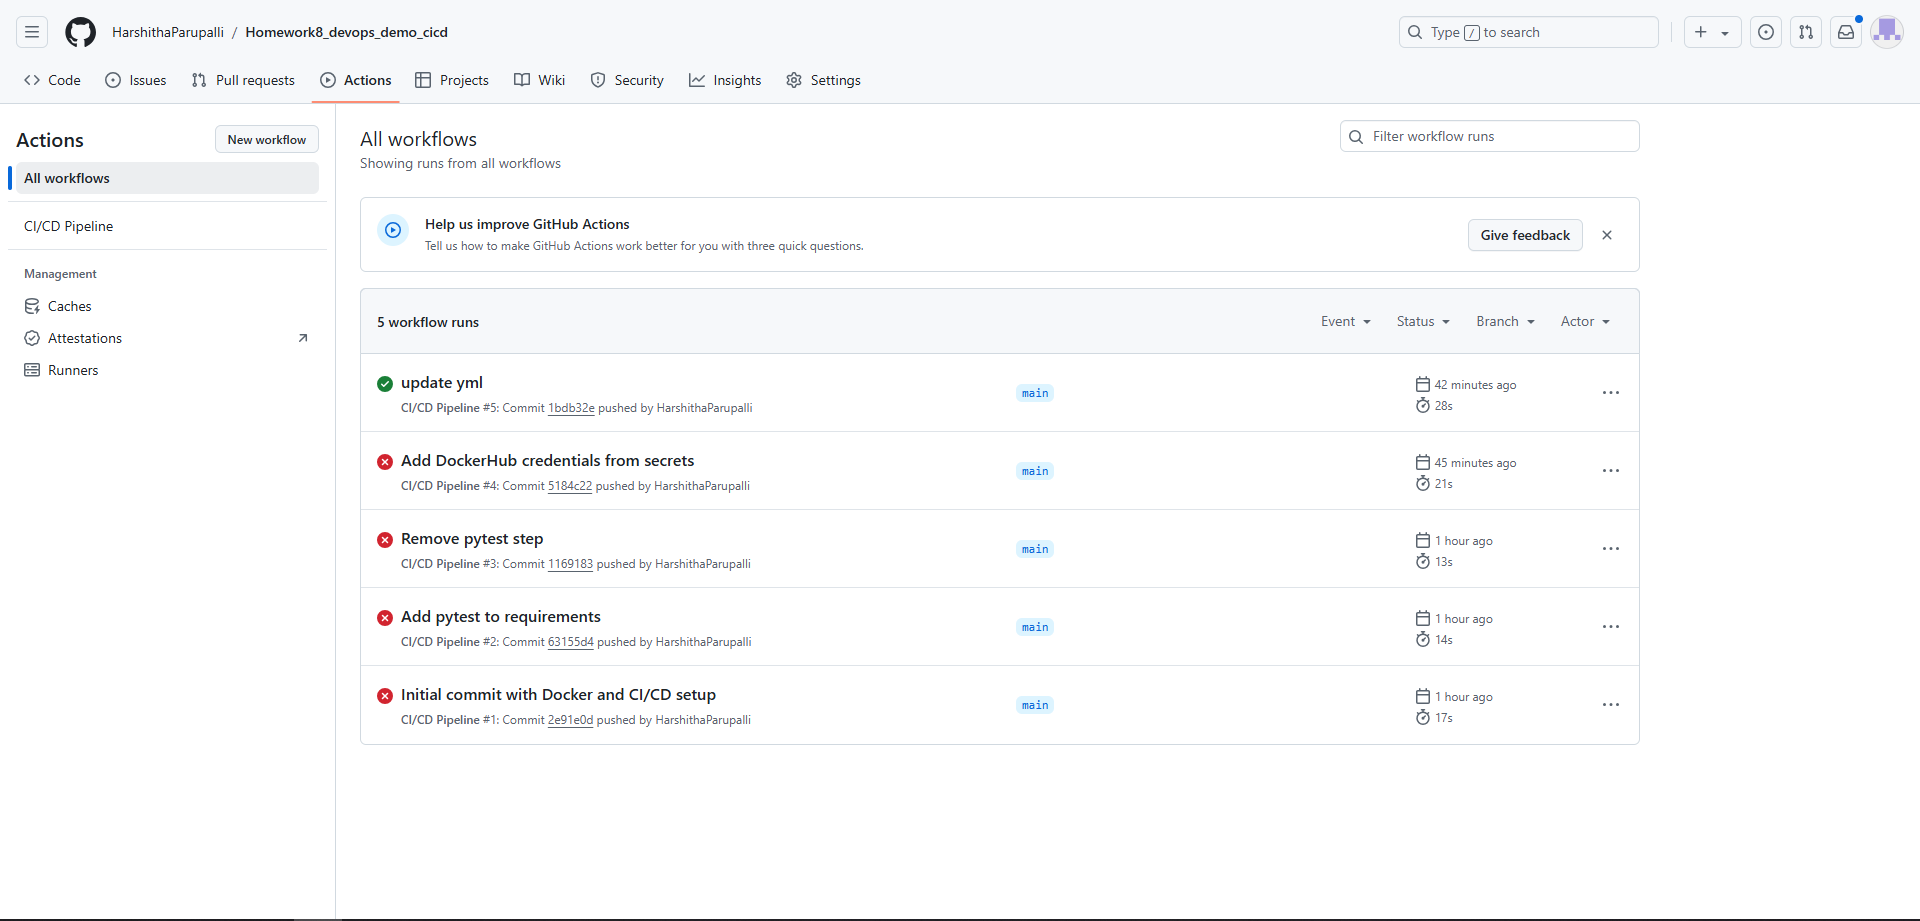 HarshithaParupalli / Homework8_devops_demo_cicd
Type / to search
Code Issues Pull requests Actions Projects Wiki Security Insights Settings
Actions
New workflow
All workflows
CI/CD Pipeline
Management
Caches
Attestations
Runners
All workflows
Showing runs from all workflows
Filter workflow runs
Help us improve GitHub Actions
Tell us how to make GitHub Actions work better for you with three quick questions.
Give feedback
5 workflow runs
Event Status Branch Actor
update yml
CI/CD Pipeline #5: Commit 1bdb32e pushed by HarshithaParupalli
main
42 minutes ago
28s
Add DockerHub credentials from secrets
CI/CD Pipeline #4: Commit 5184c22 pushed by HarshithaParupalli
main
45 minutes ago
21s
Remove pytest step
CI/CD Pipeline #3: Commit 1169183 pushed by HarshithaParupalli
main
1 hour ago
13s
Add pytest to requirements
CI/CD Pipeline #2: Commit 63155d4 pushed by HarshithaParupalli
main
1 hour ago
14s
Initial commit with Docker and CI/CD setup
CI/CD Pipeline #1: Commit 2e91e0d pushed by HarshithaParupalli
main
1 hour ago
17s